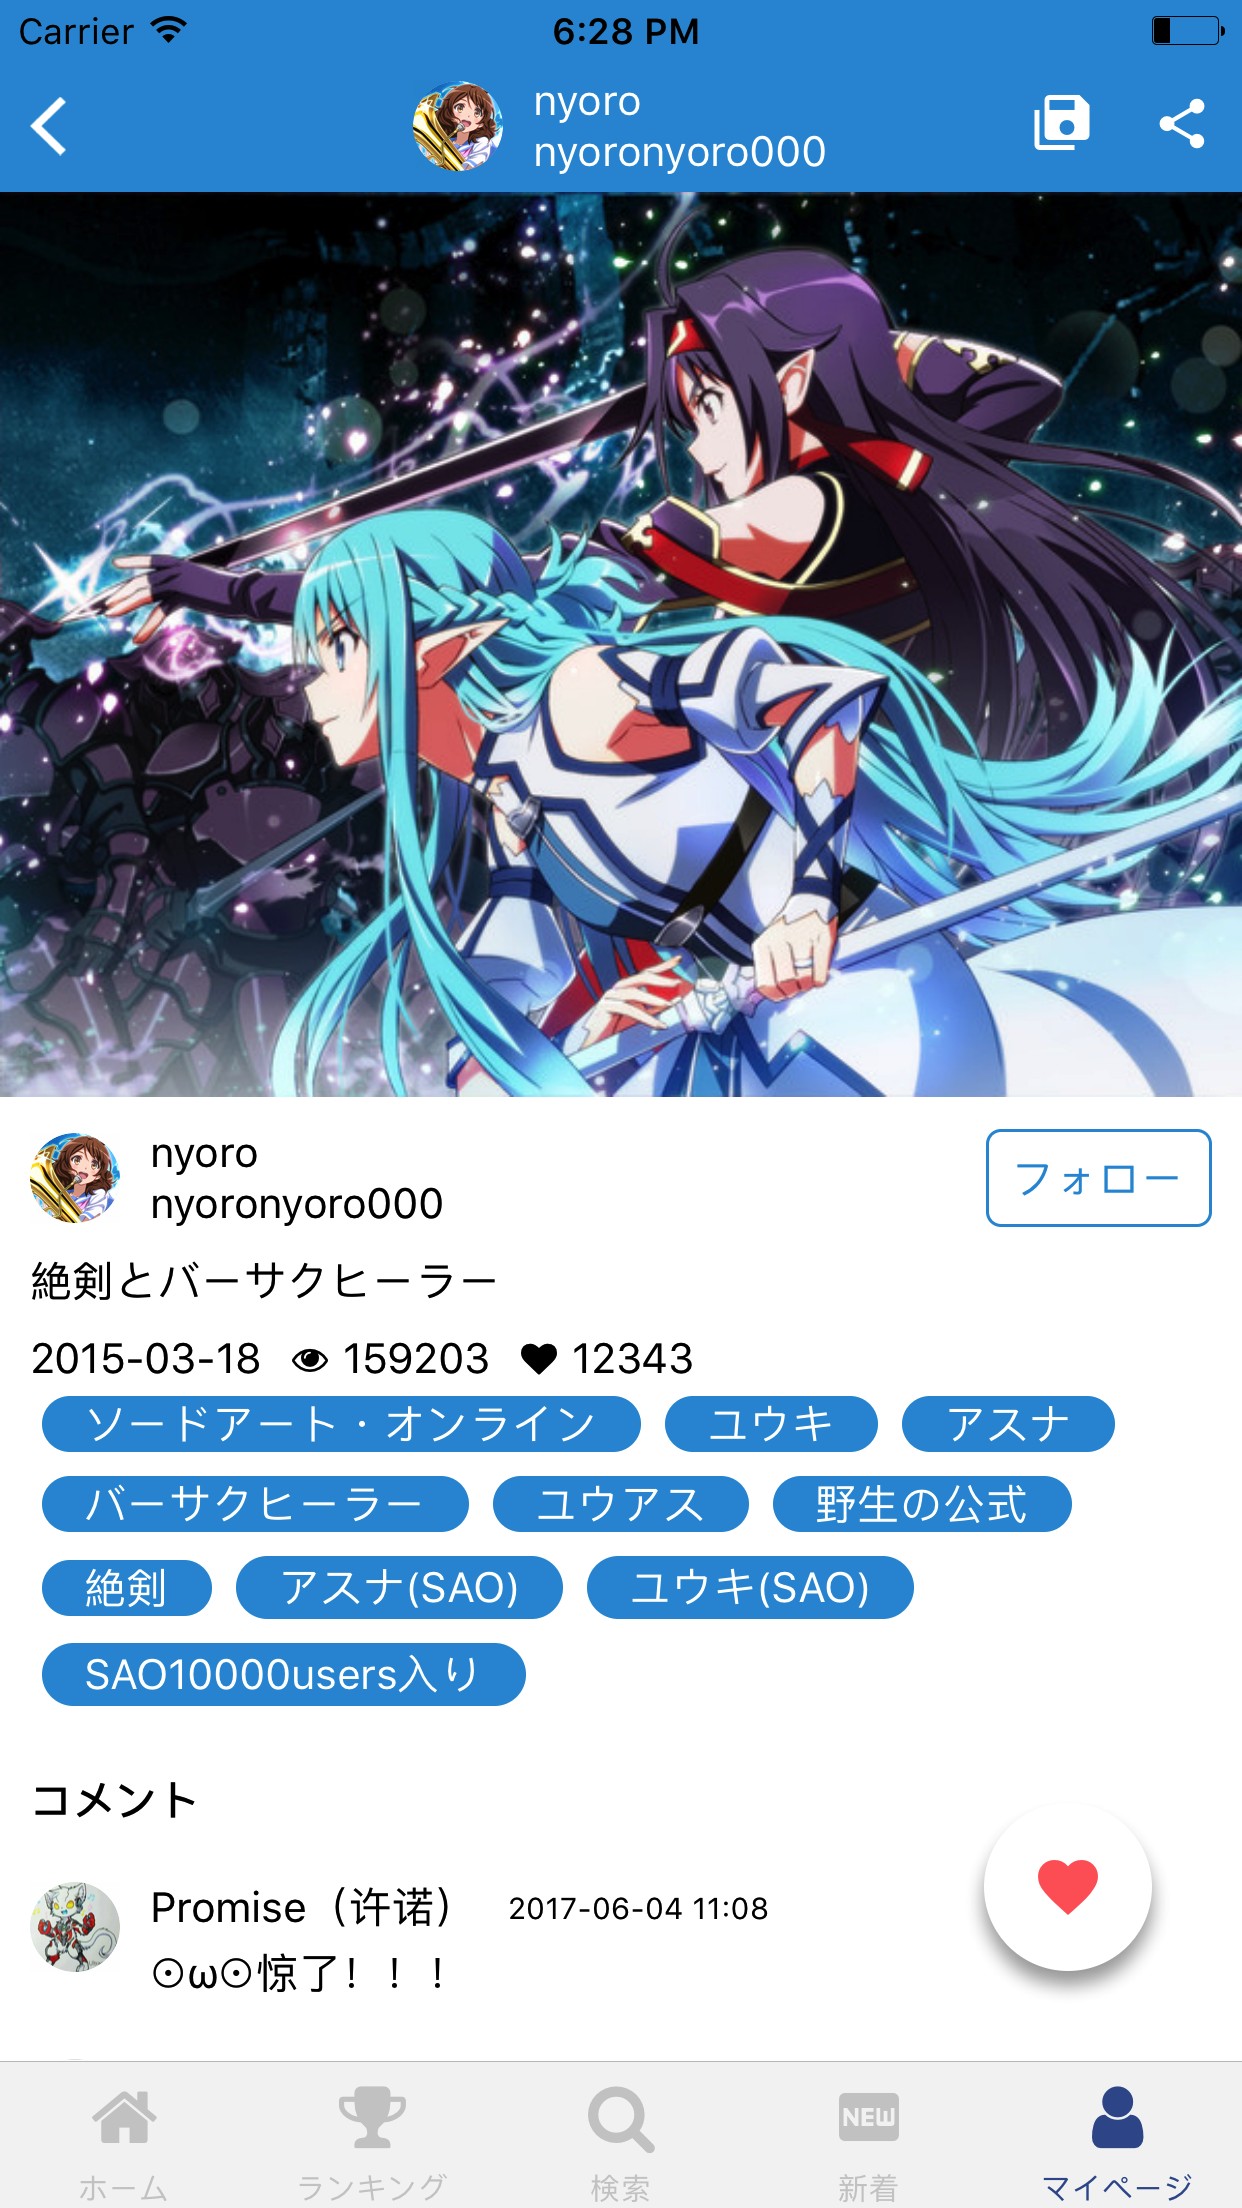 Carrier 6:28 PM
nyoro
nyoronyoro000
nyoro
nyoronyoro000
フォロー
絶剣とバーサクヒーラー
2015-03-18 159203 12343
ソードアート・オンライン ユウキ アスナ
バーサクヒーラー ユウアス 野生の公式
絶剣 アスナ(SAO) ユウキ(SAO)
SAO10000users入り
コメント
Promise（许诺） 2017-06-04 11:08
⊙ω⊙惊了！！！
NEW
ホーム ランキング 検索 新着 マイページ